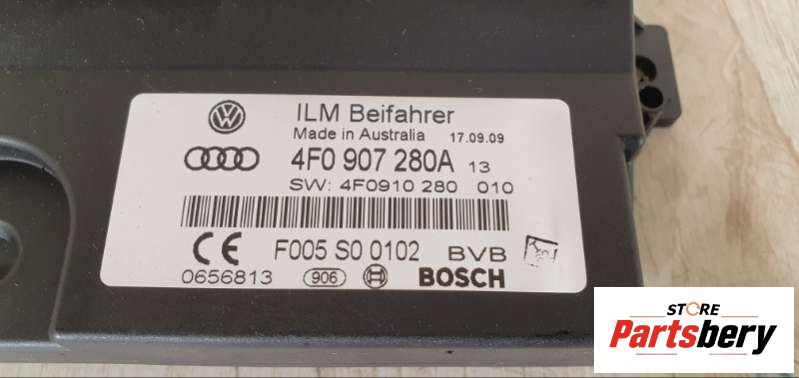 ILM Beifahrer
Made in Australia 17.09.09
4F0 907 280A 13
SW: 4F0910 280 010
F005 S0 0102 BVB
0656813 906 BOSCH
STORE
Partsbery